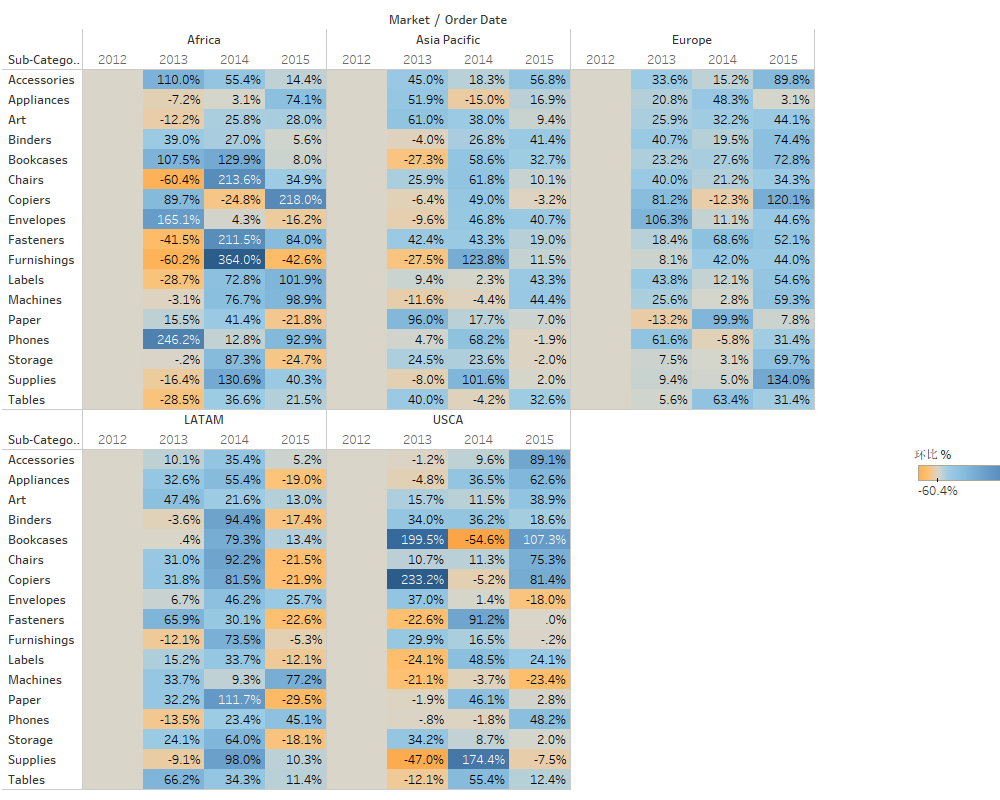 Market / Order Date
Africa Asia Pacific Europe
Sub-Catego.. 2012 2013 2014 2015 2012 2013 2014 2015 2012 2013 2014 2015
Accessories 110.0% 55.4% 14.4% 45.0% 18.3% 56.8% 33.6% 15.2% 89.8%
Appliances -7.2% 3.1% 74.1% 51.9% -15.0% 16.9% 20.8% 48.3% 3.1%
Art -12.2% 25.8% 28.0% 61.0% 38.0% 9.4% 25.9% 32.2% 44.1%
Binders 39.0% 27.0% 5.6% -4.0% 26.8% 41.4% 40.7% 19.5% 74.4%
Bookcases 107.5% 129.9% 8.0% -27.3% 58.6% 32.7% 23.2% 27.6% 72.8%
Chairs -60.4% 213.6% 34.9% 25.9% 61.8% 10.1% 40.0% 21.2% 34.3%
Copiers 89.7% -24.8% 218.0% -6.4% 49.0% -3.2% 81.2% -12.3% 120.1%
Envelopes 165.1% 4.3% -16.2% -9.6% 46.8% 40.7% 106.3% 11.1% 44.6%
Fasteners -41.5% 211.5% 84.0% 42.4% 43.3% 19.0% 18.4% 68.6% 52.1%
Furnishings -60.2% 364.0% -42.6% -27.5% 123.8% 11.5% 8.1% 42.0% 44.0%
Labels -28.7% 72.8% 101.9% 9.4% 2.3% 43.3% 43.8% 12.1% 54.6%
Machines -3.1% 76.7% 98.9% -11.6% -4.4% 44.4% 25.6% 2.8% 59.3%
Paper 15.5% 41.4% -21.8% 96.0% 17.7% 7.0% -13.2% 99.9% 7.8%
Phones 246.2% 12.8% 92.9% 4.7% 68.2% -1.9% 61.6% -5.8% 31.4%
Storage -.2% 87.3% -24.7% 24.5% 23.6% -2.0% 7.5% 3.1% 69.7%
Supplies -16.4% 130.6% 40.3% -8.0% 101.6% 2.0% 9.4% 5.0% 134.0%
Tables -28.5% 36.6% 21.5% 40.0% -4.2% 32.6% 5.6% 63.4% 31.4%
LATAM USCA
Sub-Catego.. 2012 2013 2014 2015 2012 2013 2014 2015
Accessories 10.1% 35.4% 5.2% -1.2% 9.6% 89.1%
Appliances 32.6% 55.4% -19.0% -4.8% 36.5% 62.6%
Art 47.4% 21.6% 13.0% 15.7% 11.5% 38.9%
Binders -3.6% 94.4% -17.4% 34.0% 36.2% 18.6%
Bookcases .4% 79.3% 13.4% 199.5% -54.6% 107.3%
Chairs 31.0% 92.2% -21.5% 10.7% 11.3% 75.3%
Copiers 31.8% 81.5% -21.9% 233.2% -5.2% 81.4%
Envelopes 6.7% 46.2% 25.7% 37.0% 1.4% -18.0%
Fasteners 65.9% 30.1% -22.6% -22.6% 91.2% .0%
Furnishings -12.1% 73.5% -5.3% 29.9% 16.5% -.2%
Labels 15.2% 33.7% -12.1% -24.1% 48.5% 24.1%
Machines 33.7% 9.3% 77.2% -21.1% -3.7% -23.4%
Paper 32.2% 111.7% -29.5% -1.9% 46.1% 2.8%
Phones -13.5% 23.4% 45.1% -.8% -1.8% 48.2%
Storage 24.1% 64.0% -18.1% 34.2% 8.7% 2.0%
Supplies -9.1% 98.0% 10.3% -47.0% 174.4% -7.5%
Tables 66.2% 34.3% 11.4% -12.1% 55.4% 12.4%
环比 %
-60.4%